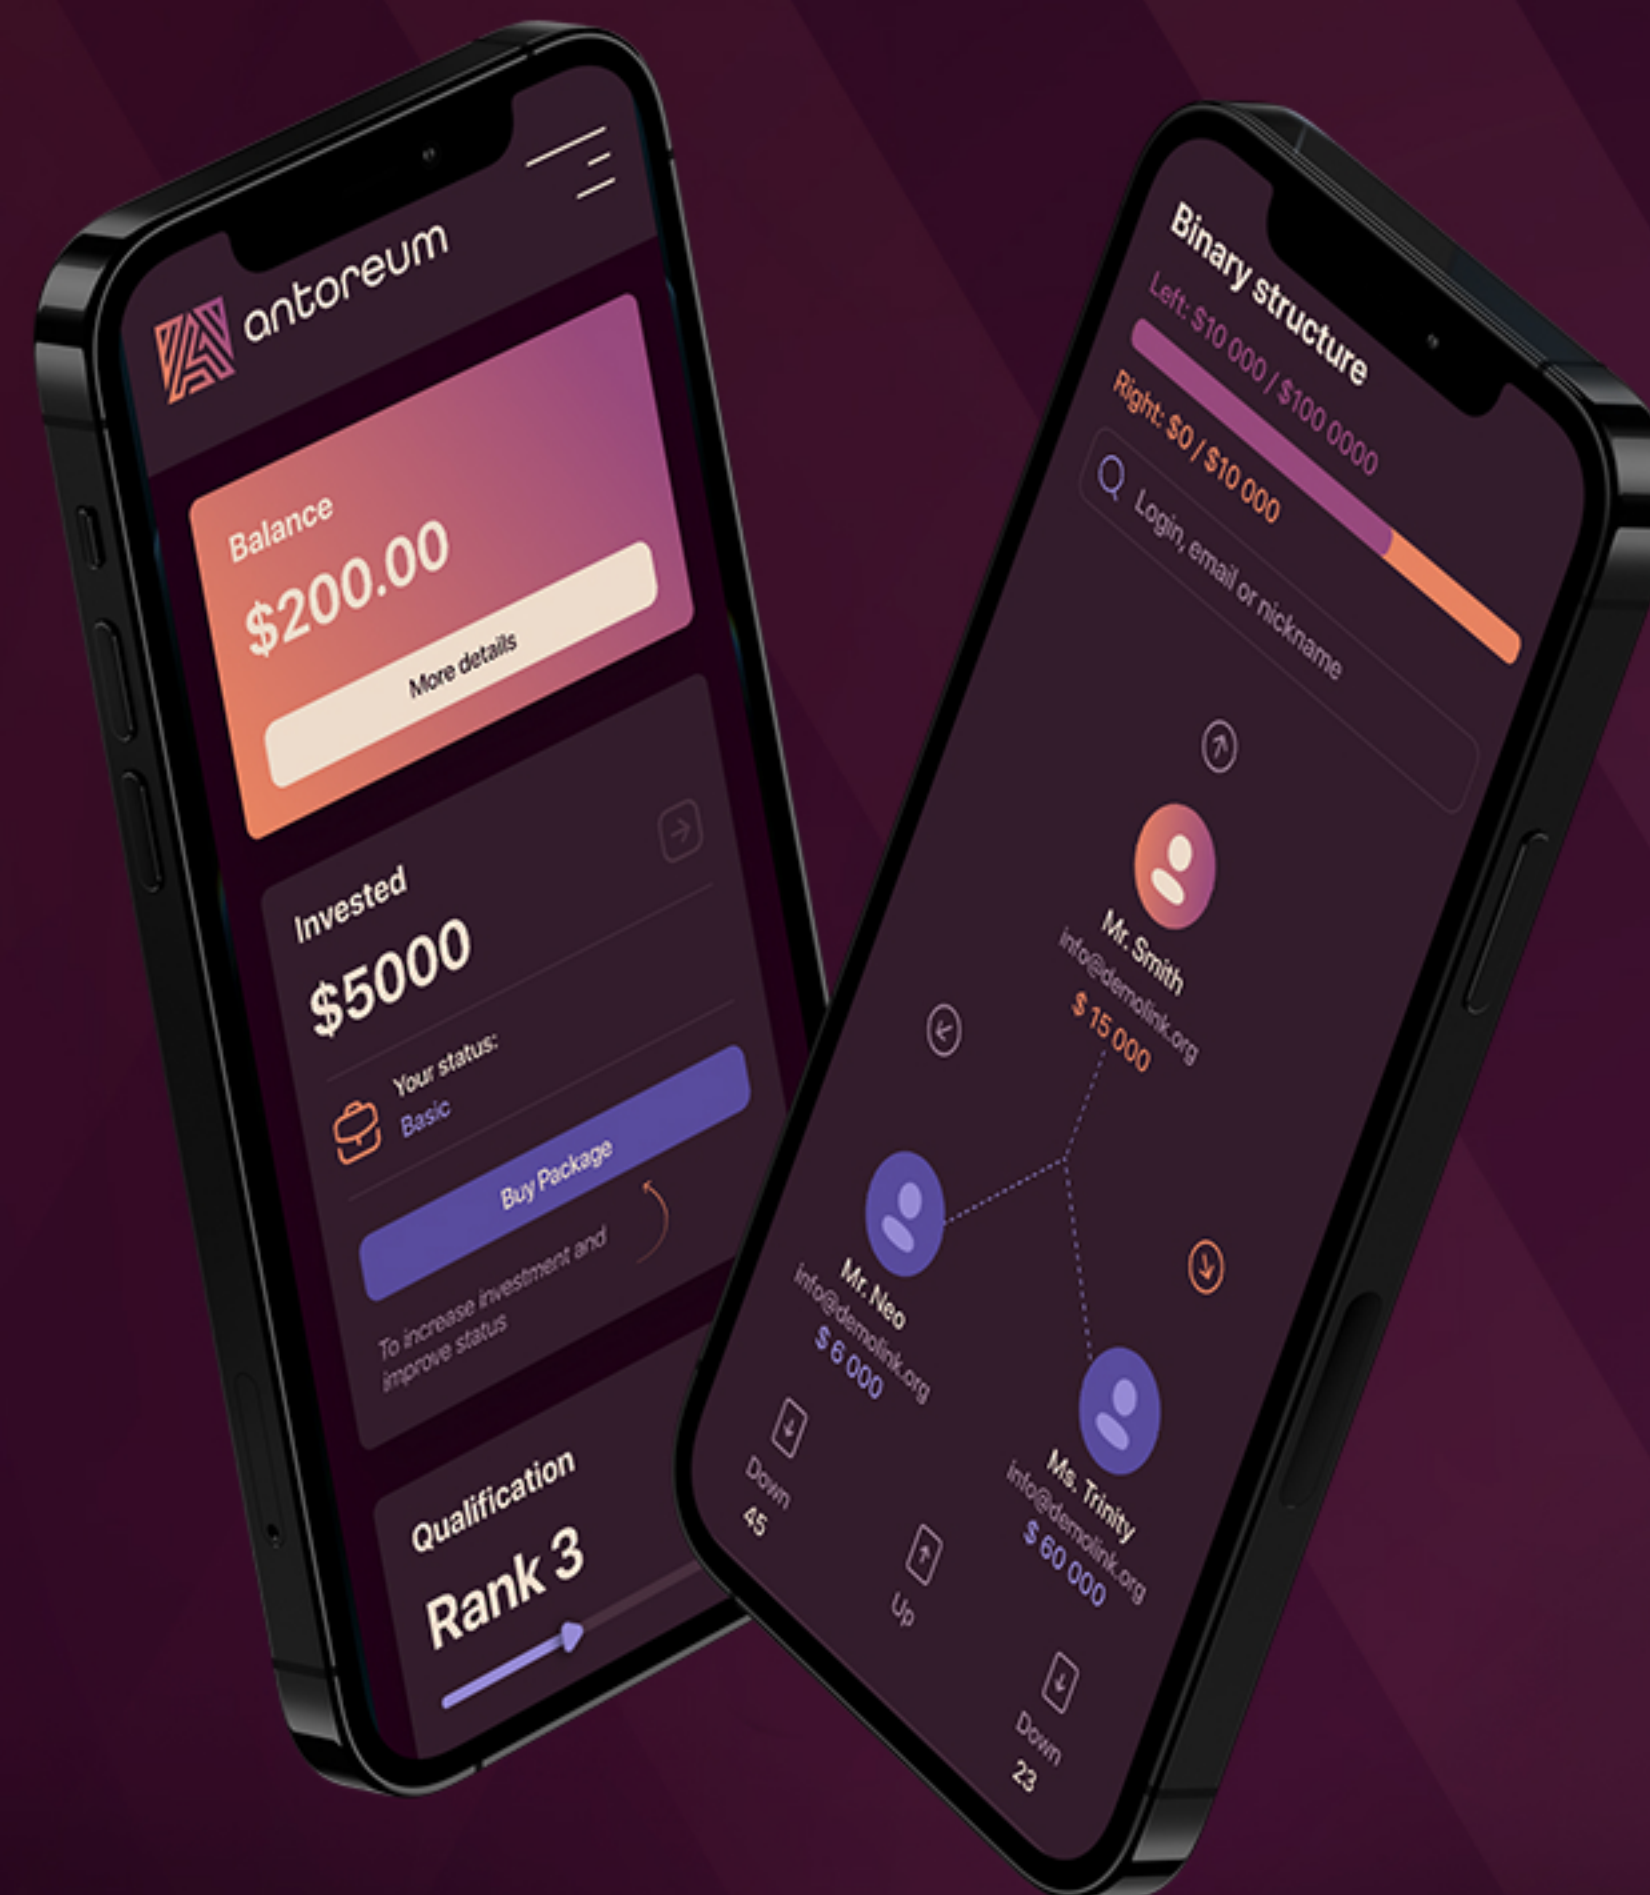 antoreum
Balance
$200.00
More details
Invested
$5000
Your status:
Basic
Buy Package
To increase investment and
improve status
Qualification
Rank 3
Binary structure
Left: $10 000 / $100 0000
Right: $0 / $10 000
Login, email or nickname
Mr. Smith
info@demolink.org
$ 15 000
Mr. Neo
info@demolink.org
$ 6 000
Ms. Trinity
info@demolink.org
$ 60 000
Down
45
Up
Down
23